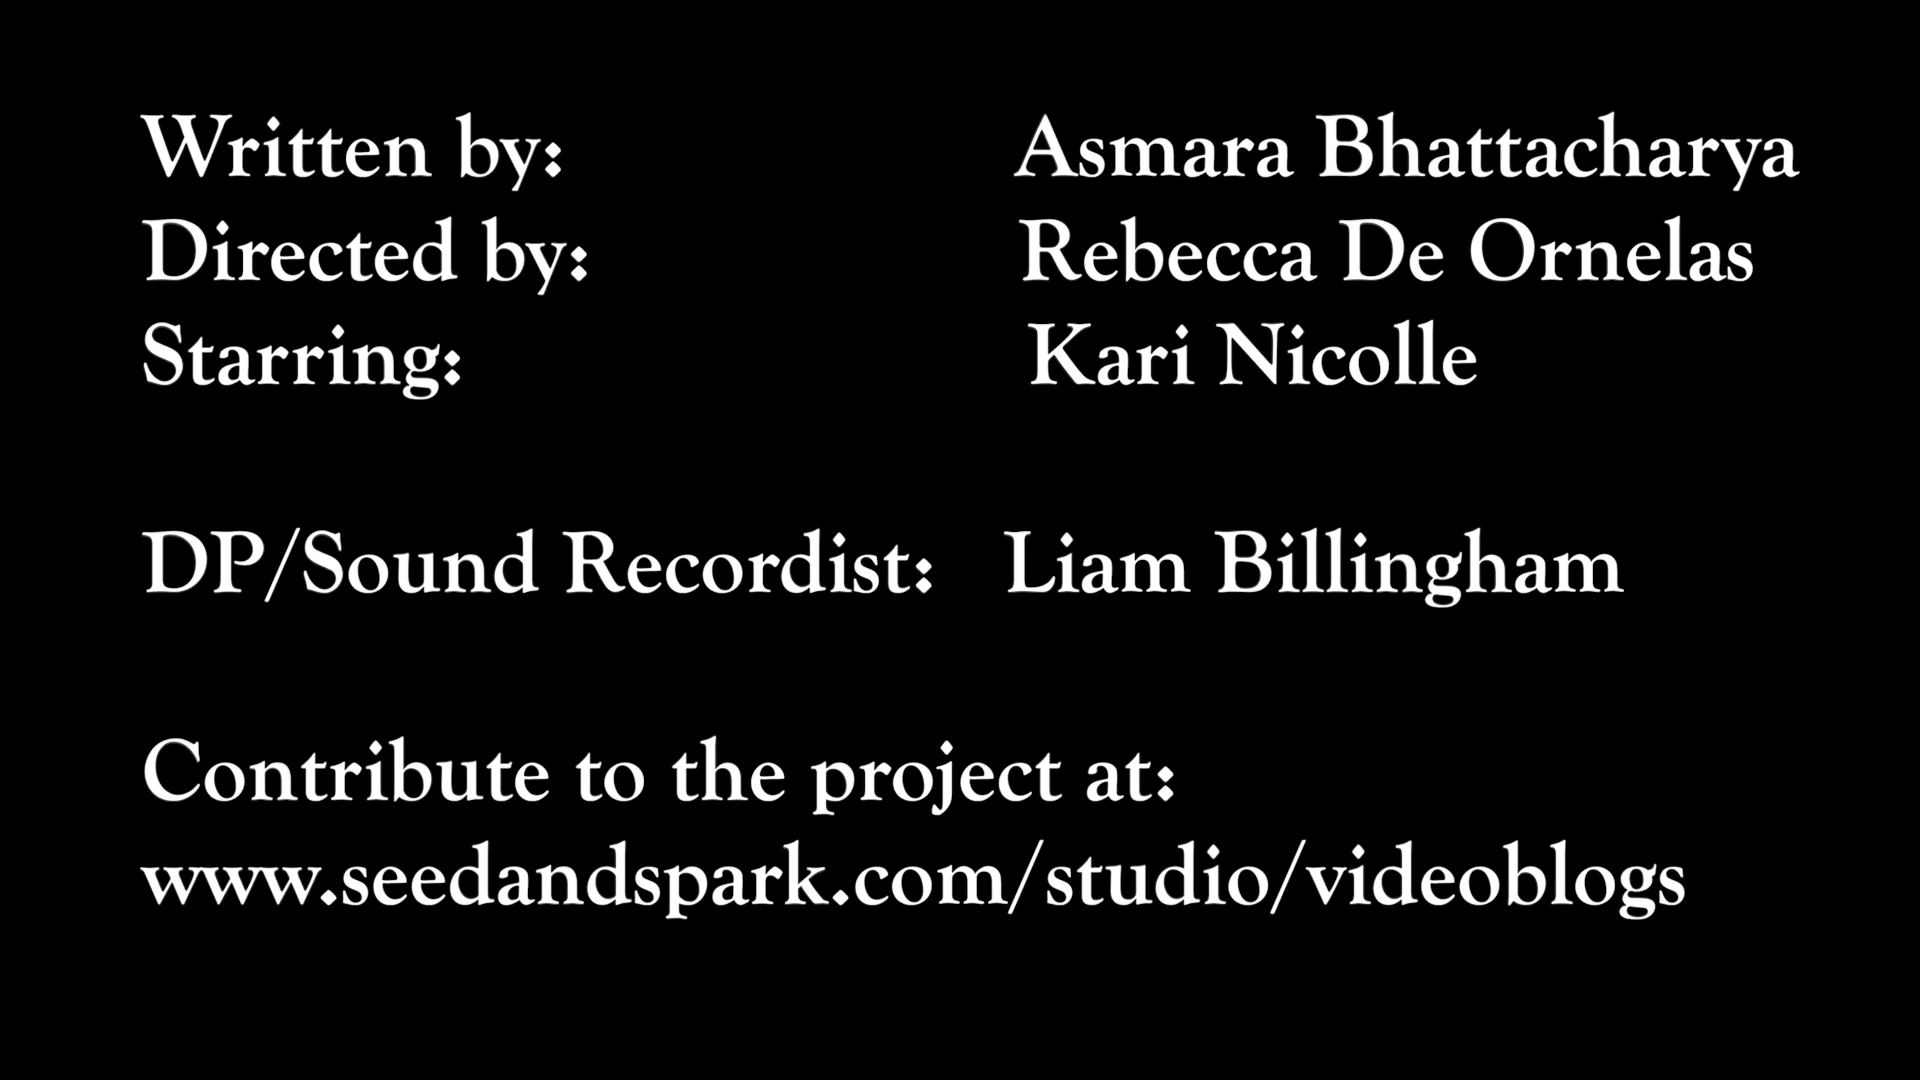 Written by: Asmara Bhattacharya
Directed by: Rebecca De Ornelas
Starring: Kari Nicolle
DP/Sound Recordist: Liam Billingham
Contribute to the project at:
www.seedandspark.com/studio/videoblogs